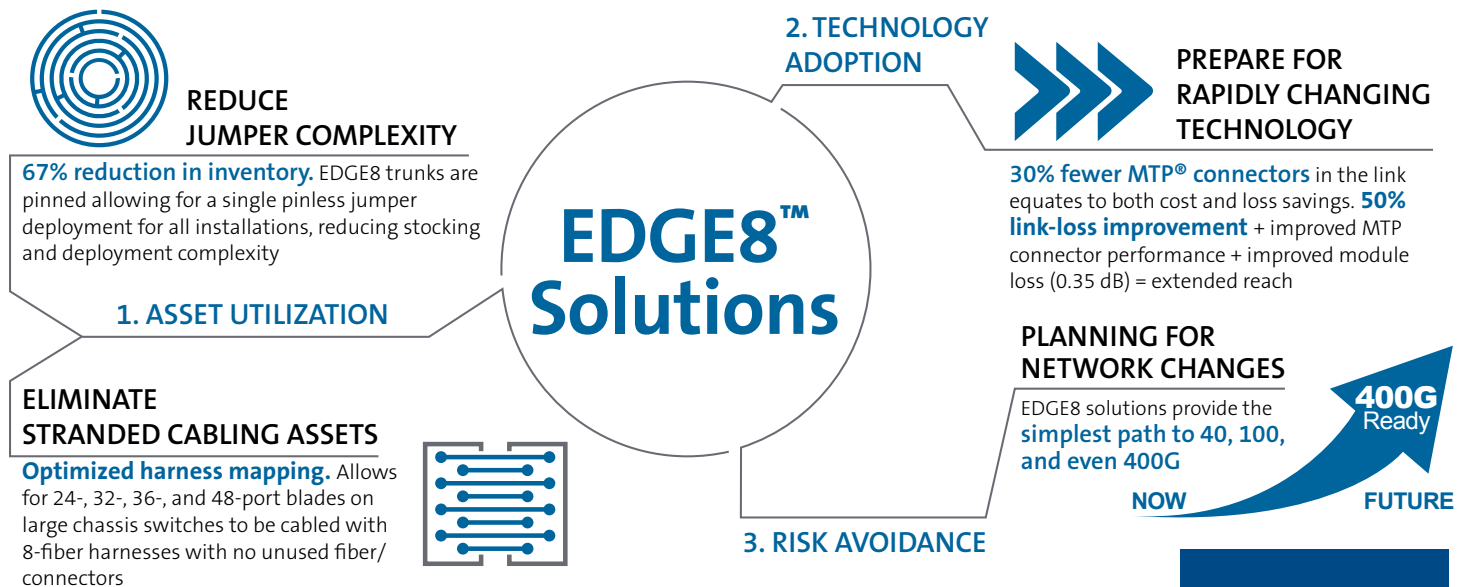 REDUCE
JUMPER COMPLEXITY
67% reduction in inventory. EDGE8 trunks are
pinned allowing for a single pinless jumper
deployment for all installations, reducing stocking
and deployment complexity
1. ASSET UTILIZATION
ELIMINATE
STRANDED CABLING ASSETS
Optimized harness mapping. Allows
for 24-, 32-, 36-, and 48-port blades on
large chassis switches to be cabled with
8-fiber harnesses with no unused fiber/
connectors
EDGE8™
Solutions
2. TECHNOLOGY
ADOPTION
PREPARE FOR
RAPIDLY CHANGING
TECHNOLOGY
30% fewer MTP® connectors in the link
equates to both cost and loss savings. 50%
link-loss improvement + improved MTP
connector performance + improved module
loss (0.35 dB) = extended reach
PLANNING FOR
NETWORK CHANGES
EDGE8 solutions provide the
simplest path to 40, 100,
and even 400G
400G
Ready
NOW
FUTURE
3. RISK AVOIDANCE